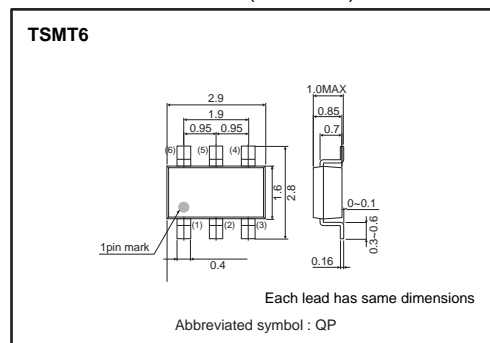 TSMT6
1.0MAX
2.9
0.85
1.9
0.7
0.95 0.95
(6) (5) (4)
1.6
2.8
0~0.1
(1) (2) (3)
1pin mark
0.3~0.6
0.4
0.16
Each lead has same dimensions
Abbreviated symbol : QP